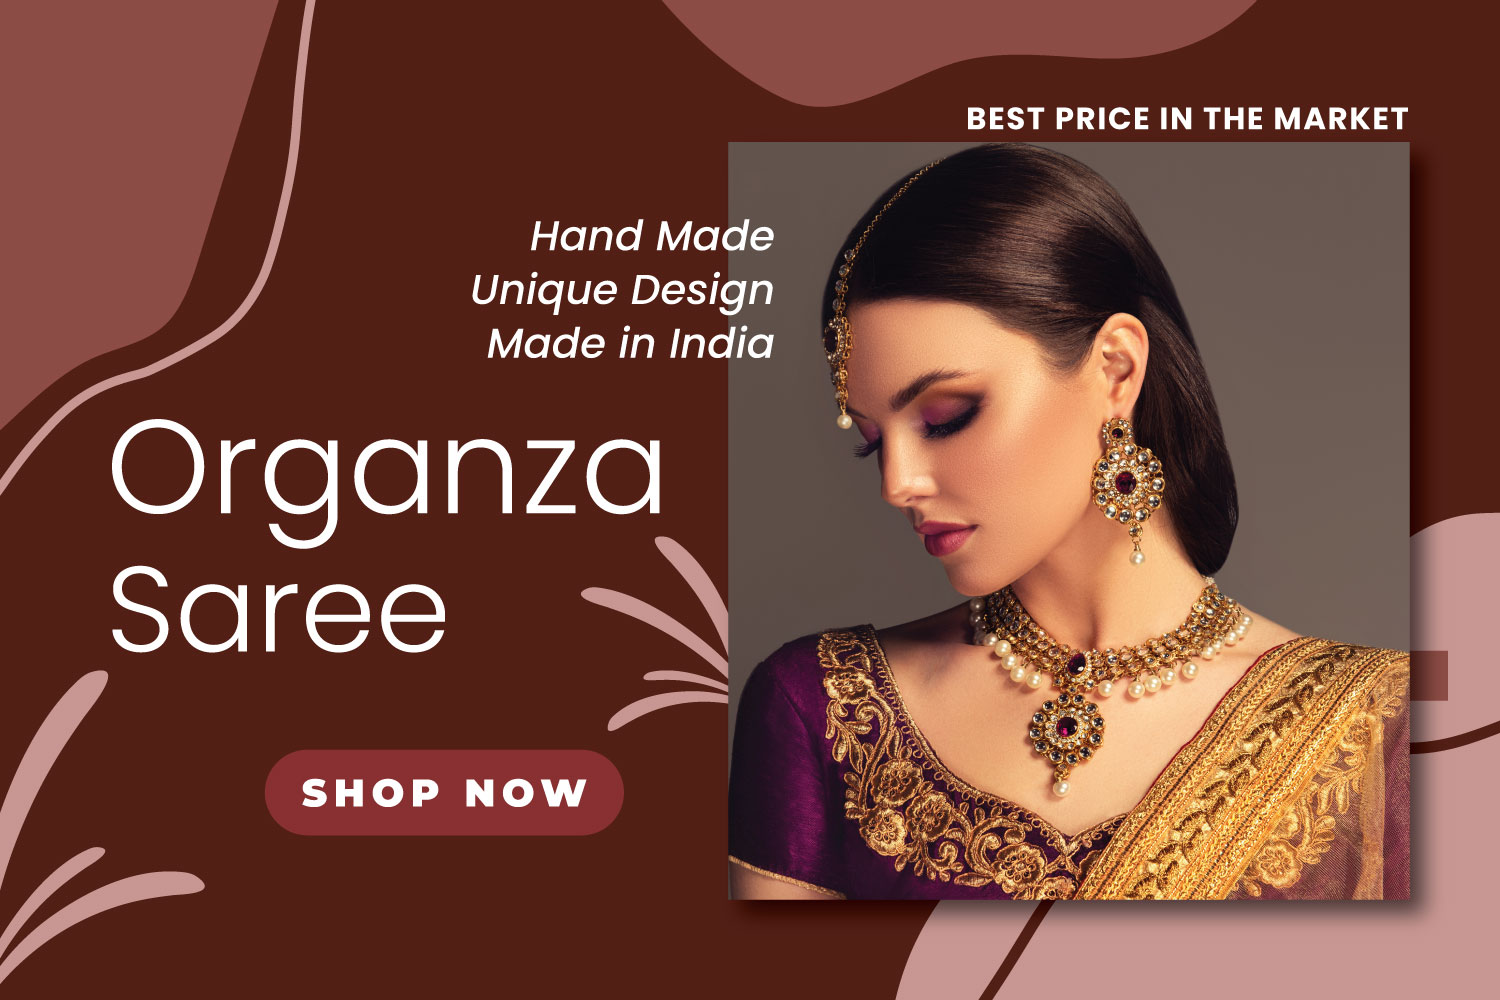 BEST PRICE IN THE MARKET
Hand Made
Unique Design
Made in India
Organza
Saree
SHOP NOW